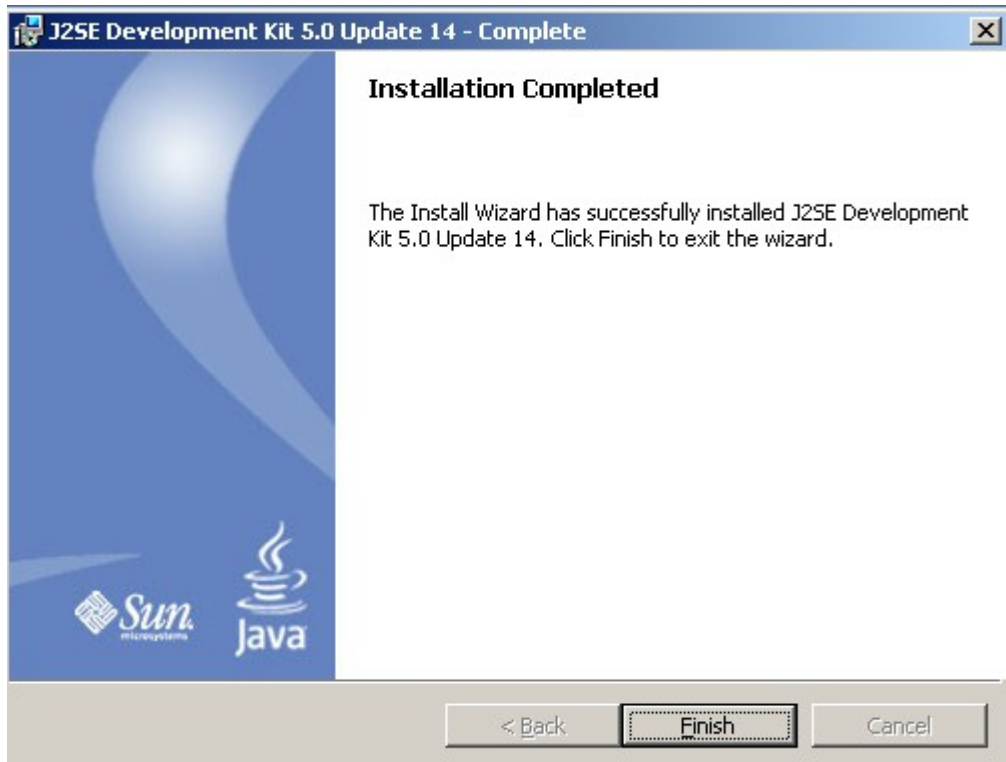 J2SE Development Kit 5.0 Update 14 - Complete
Installation Completed
The Install Wizard has successfully installed J2SE Development
Kit 5.0 Update 14. Click Finish to exit the wizard.
Sun
microsystems
Java
< Back
Finish
Cancel